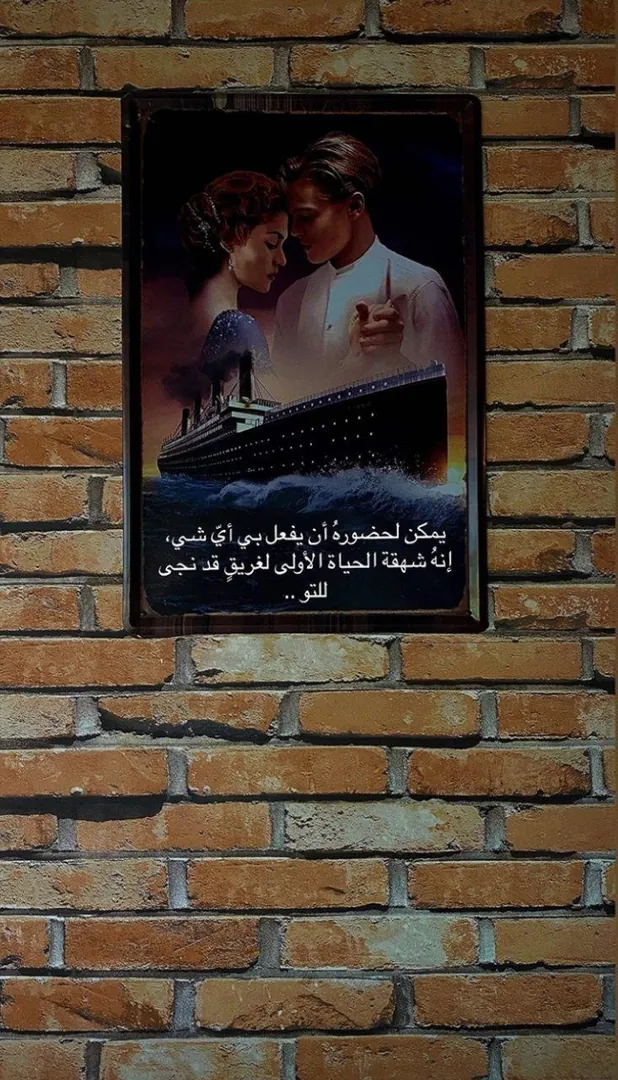 يمكن لحضورهُ أن يفعل بي أيّ شي،
إنهُ شهقة الحياة الأولى لغريقٍ قد نجى
للتو ..